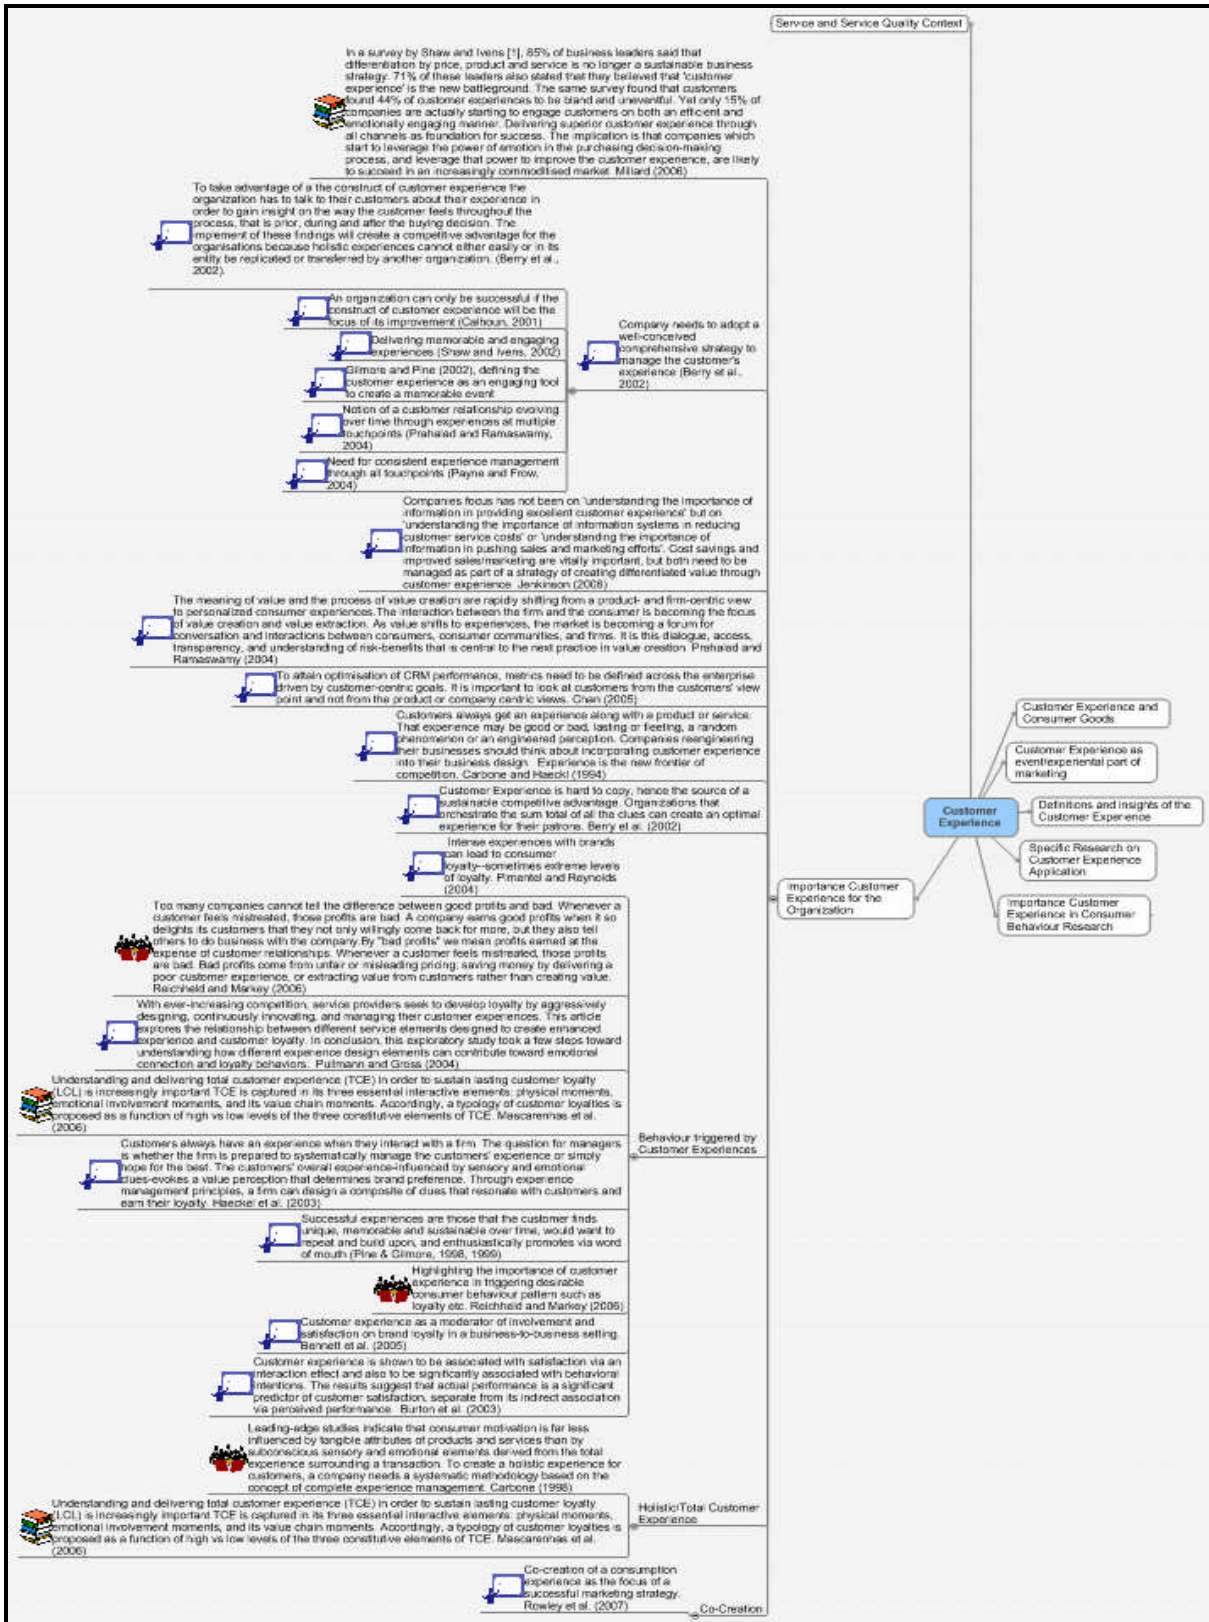 Service and Service Quality Context
In a survey by Shaw and Ivens [1], 85% of business leaders said that
differentiation by price, product and service is no longer a sustainable business
strategy. 71% of these leaders also stated that they believed that 'customer
experience' is the new battleground. The same survey found that customers
found 44% of customer experiences to be bland and uneventful. Yet only 15% of
companies are actually starting to engage customers on both an efficient and
emotionally engaging manner. Delivering superior customer experience through
all channels as foundation for success. The implication is that companies which
start to leverage the power of emotion in the purchasing decision-making
process, and leverage that power to improve the customer experience, are likely
to succeed in an increasingly commoditised market. Millard (2006)
To take advantage of a the construct of customer experience the
organization has to talk to their customers about their experience in
order to gain insight on the way the customer feels throughout the
process, that is prior, during and after the buying decision. The
implement of these findings will create a competitive advantage for the
organisations because holistic experiences cannot either easily or in its
entity be replicated or transferred by another organization. (Berry et al.,
2002).
An organization can only be successful if the
construct of customer experience will be the
focus of its improvement (Calhoun, 2001)
Delivering memorable and engaging
experiences (Shaw and Ivens, 2002)
Gilmore and Pine (2002), defining the
customer experience as an engaging tool
to create a memorable event
Notion of a customer relationship evolving
over time through experiences at multiple
touchpoints (Prahalad and Ramaswamy,
2004)
Need for consistent experience management
through all touchpoints (Payne and Frow,
2004)
Company needs to adopt a
well-conceived
comprehensive strategy to
manage the customer's
experience (Berry et al.,
2002)
Companies focus has not been on 'understanding the importance of
information in providing excellent customer experience' but on
'understanding the importance of information systems in reducing
customer service costs' or 'understanding the importance of
information in pushing sales and marketing efforts'. Cost savings and
improved sales/marketing are vitally important, but both need to be
managed as part of a strategy of creating differentiated value through
customer experience. Jenkinson (2006)
The meaning of value and the process of value creation are rapidly shifting from a product- and firm-centric view
to personalized consumer experiences.The interaction between the firm and the consumer is becoming the focus
of value creation and value extraction. As value shifts to experiences, the market is becoming a forum for
conversation and interactions between consumers, consumer communities, and firms. It is this dialogue, access,
transparency, and understanding of risk-benefits that is central to the next practice in value creation. Prahalad and
Ramaswamy (2004)
To attain optimisation of CRM performance, metrics need to be defined across the enterprise
driven by customer-centric goals. It is important to look at customers from the customers' view
point and not from the product or company centric views. Chan (2005)
Customers always get an experience along with a product or service.
That experience may be good or bad, lasting or fleeting, a random
phenomenon or an engineered perception. Companies reengineering
their businesses should think about incorporating customer experience
into their business design. Experience is the new frontier of
competition. Carbone and Haeckl (1994)
Customer Experience is hard to copy, hence the source of a
sustainable competitive advantage. Organizations that
orchestrate the sum total of all the clues can create an optimal
experience for their patrons. Berry et al. (2002)
Intense experiences with brands
can lead to consumer
loyalty--sometimes extreme levels
of loyalty. Pimentel and Reynolds
(2004)
Too many companies cannot tell the difference between good profits and bad. Whenever a
customer feels mistreated, those profits are bad. A company earns good profits when it so
delights its customers that they not only willingly come back for more, but they also tell
others to do business with the company.By "bad profits" we mean profits earned at the
expense of customer relationships. Whenever a customer feels mistreated, those profits
are bad. Bad profits come from unfair or misleading pricing, saving money by delivering a
poor customer experience, or extracting value from customers rather than creating value.
Reichheld and Markey (2006)
With ever-increasing competition, service providers seek to develop loyalty by aggressively
designing, continuously innovating, and managing their customer experiences. This article
explores the relationship between different service elements designed to create enhanced
experience and customer loyalty. In conclusion, this exploratory study took a few steps toward
understanding how different experience design elements can contribute toward emotional
connection and loyalty behaviors. Pullmann and Gross (2004)
Understanding and delivering total customer experience (TCE) in order to sustain lasting customer loyalty
(LCL) is increasingly important TCE is captured in its three essential interactive elements: physical moments,
emotional involvement moments, and its value chain moments. Accordingly, a typology of customer loyalties is
proposed as a function of high vs low levels of the three constitutive elements of TCE. Mascarenhas et al.
(2006)
Customers always have an experience when they interact with a firm. The question for managers
is whether the firm is prepared to systematically manage the customers' experience or simply
hope for the best. The customers' overall experience-influenced by sensory and emotional
clues-evokes a value perception that determines brand preference. Through experience
management principles, a firm can design a composite of clues that resonate with customers and
earn their loyalty. Haeckel et al. (2003)
Successful experiences are those that the customer finds
unique, memorable and sustainable over time, would want to
repeat and build upon, and enthusiastically promotes via word
of mouth (Pine & Gilmore, 1998, 1999)
Highlighting the importance of customer
experience in triggering desirable
consumer behaviour pattern such as
loyalty etc. Reichheld and Markey (2006)
Customer experience as a moderator of involvement and
satisfaction on brand loyalty in a business-to-business setting.
Bennett et al. (2005)
Customer experience is shown to be associated with satisfaction via an
interaction effect and also to be significantly associated with behavioral
intentions. The results suggest that actual performance is a significant
predictor of customer satisfaction, separate from its indirect association
via perceived performance. Burton et al. (2003)
Behaviour triggered by
Customer Experiences
Leading-edge studies indicate that consumer motivation is far less
influenced by tangible attributes of products and services than by
subconscious sensory and emotional elements derived from the total
experience surrounding a transaction. To create a holistic experience for
customers, a company needs a systematic methodology based on the
concept of complete experience management. Carbone (1998)
Understanding and delivering total customer experience (TCE) in order to sustain lasting customer loyalty
(LCL) is increasingly important TCE is captured in its three essential interactive elements: physical moments,
emotional involvement moments, and its value chain moments. Accordingly, a typology of customer loyalties is
proposed as a function of high vs low levels of the three constitutive elements of TCE. Mascarenhas et al.
(2006)
Holistic/Total Customer
Experience
Co-creation of a consumption
experience as the focus of a
successful marketing strategy.
Rowley et al. (2007)
Co-Creation
Importance Customer
Experience for the
Organization
Customer
Experience
Customer Experience and
Consumer Goods
Customer Experience as
event/experiental part of
marketing
Definitions and insights of the
Customer Experience
Specific Research on
Customer Experience
Application
Importance Customer
Experience in Consumer
Behaviour Research